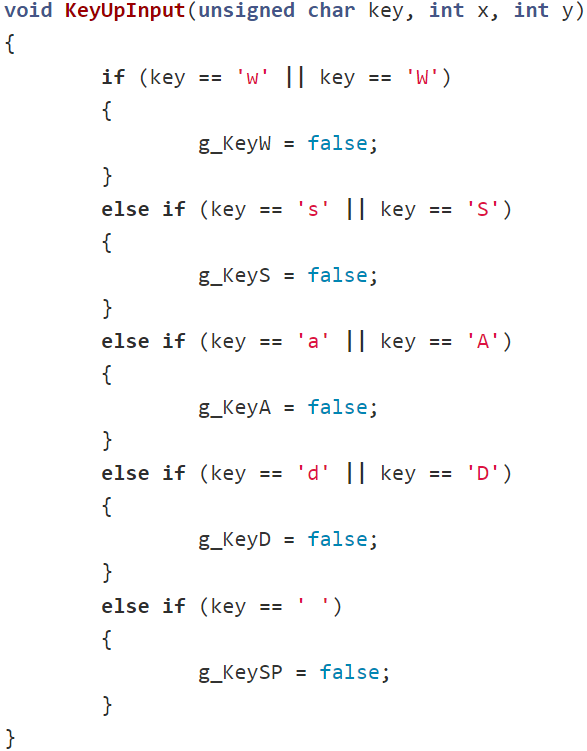 void KeyUpInput(unsigned char key, int x, int y)
{
        if (key == 'w' || key == 'W')
        {
                g_KeyW = false;
        }
        else if (key == 's' || key == 'S')
        {
                g_KeyS = false;
        }
        else if (key == 'a' || key == 'A')
        {
                g_KeyA = false;
        }
        else if (key == 'd' || key == 'D')
        {
                g_KeyD = false;
        }
        else if (key == ' ')
        {
                g_KeySP = false;
        }
}